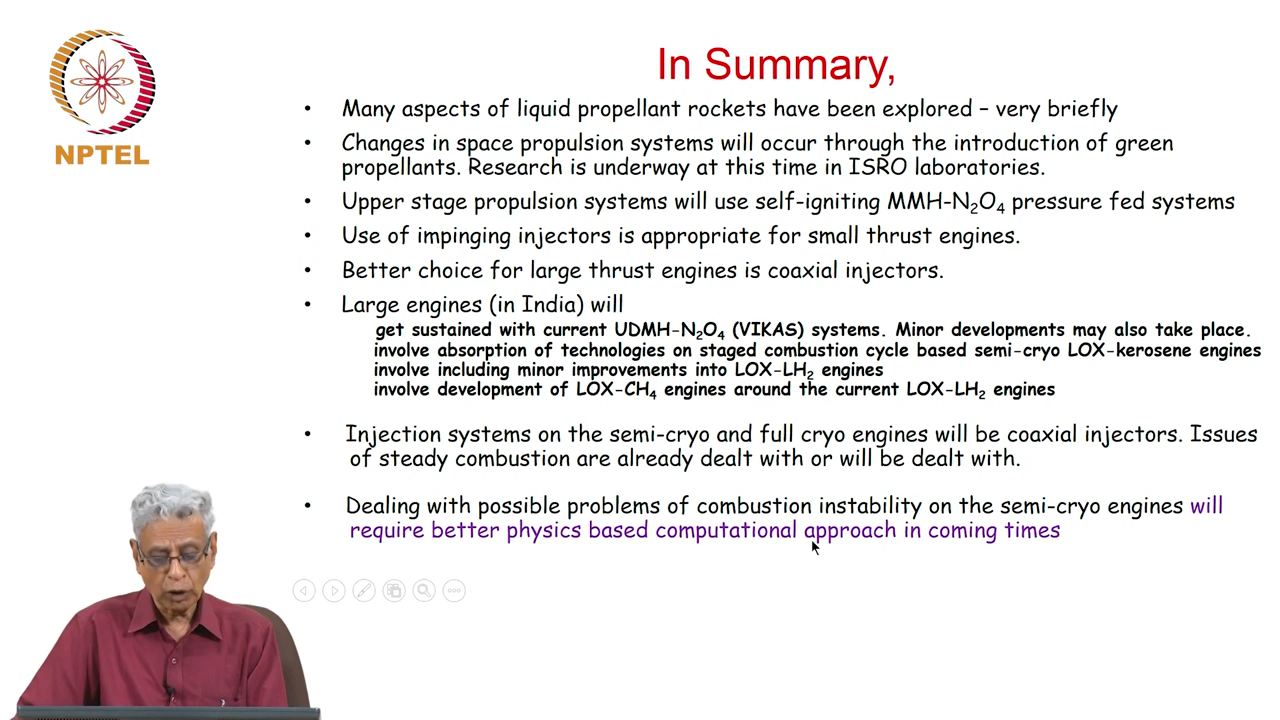 In Summary,
• Many aspects of liquid propellant rockets have been explored – very briefly
• Changes in space propulsion systems will occur through the introduction of green
propellants. Research is underway at this time in ISRO laboratories.
• Upper stage propulsion systems will use self-igniting MMH-N₂O₄ pressure fed systems
• Use of impinging injectors is appropriate for small thrust engines.
• Better choice for large thrust engines is coaxial injectors.
• Large engines (in India) will
get sustained with current UDMH-N₂O₄ (VIKAS) systems. Minor developments may also take place.
involve absorption of technologies on staged combustion cycle based semi-cryo LOX-kerosene engines
involve including minor improvements into LOX-LH₂ engines
involve development of LOX-CH₄ engines around the current LOX-LH₂ engines
• Injection systems on the semi-cryo and full cryo engines will be coaxial injectors. Issues
of steady combustion are already dealt with or will be dealt with.
• Dealing with possible problems of combustion instability on the semi-cryo engines will
require better physics based computational approach in coming times
NPTEL